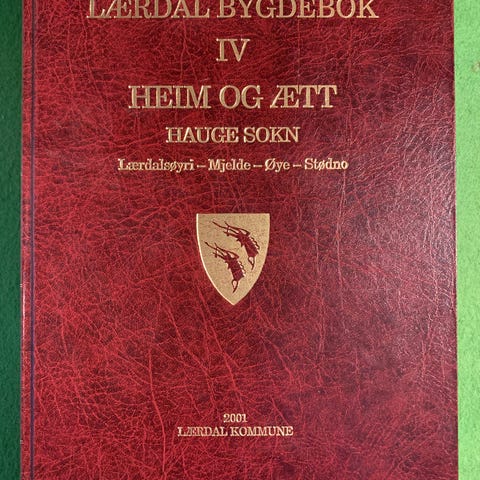 LÆRDAL BYGDEBOK
IV
HEIM OG ÆTT
HAUGE SOKN
Lærdalsøyri – Mjelde – Øye – Stødno
2001
LÆRDAL KOMMUNE